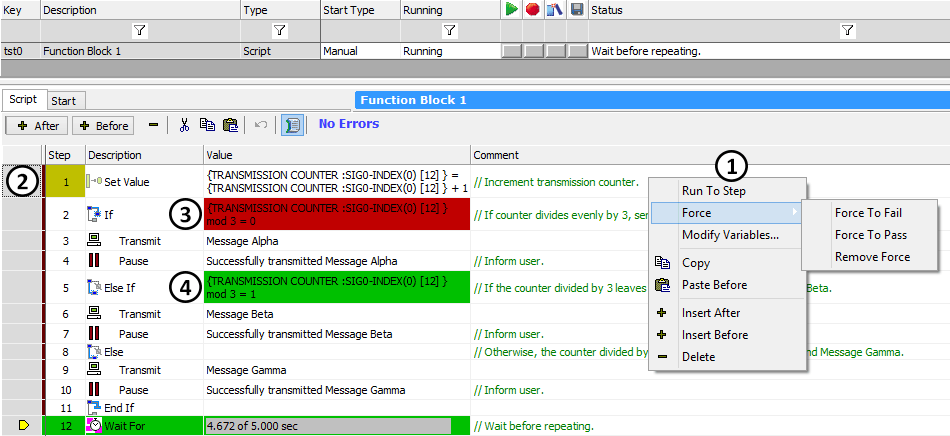 Key Description Type Start Type Running Status
tst0 Function Block 1 Script Manual Running Wait before repeating.
Script Start Function Block 1
After Before No Errors
Step Description Value Comment
1
2 1 Set Value {TRANSMISSION COUNTER :SIG0-INDEX(0) [12] } =
{TRANSMISSION COUNTER :SIG0-INDEX(0) [12] } + 1 // Increment transmission counter.
Run To Step
2 If 3 {TRANSMISSION COUNTER :SIG0-INDEX(0) [12] }
mod 3 = 0 // If counter divides evenly by 3, ser
Force Force To Fail
3 Transmit Message Alpha Modify Variables... Force To Pass
4 Pause Successfully transmitted Message Alpha // Inform user. Copy Remove Force
5 Else If 4 {TRANSMISSION COUNTER :SIG0-INDEX(0) [12] }
mod 3 = 1 // If the counter divided by 3 leaves Paste Before Beta.
6 Transmit Message Beta Insert After
7 Pause Successfully transmitted Message Beta // Inform user. Insert Before
8 Else // Otherwise, the counter divided by Delete nd Message Gamma.
9 Transmit Message Gamma
10 Pause Successfully transmitted Message Gamma // Inform user.
11 End If
12 Wait For 4.672 of 5.000 sec // Wait before repeating.